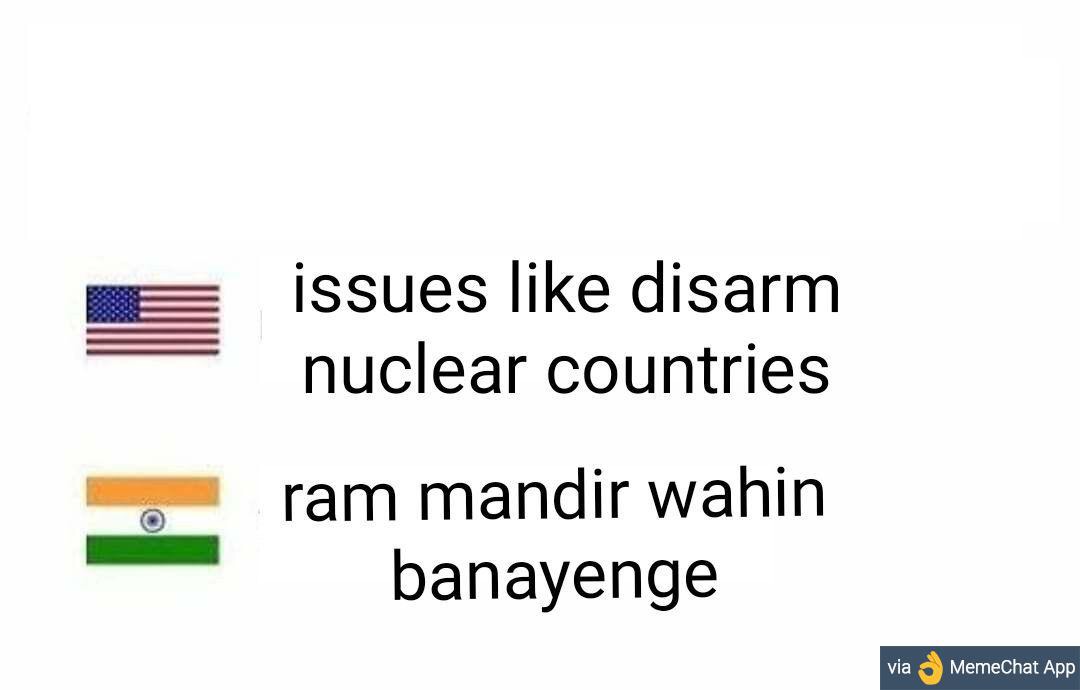 issues like disarm
nuclear countries
ram mandir wahin
banayenge
via 👌 MemeChat App